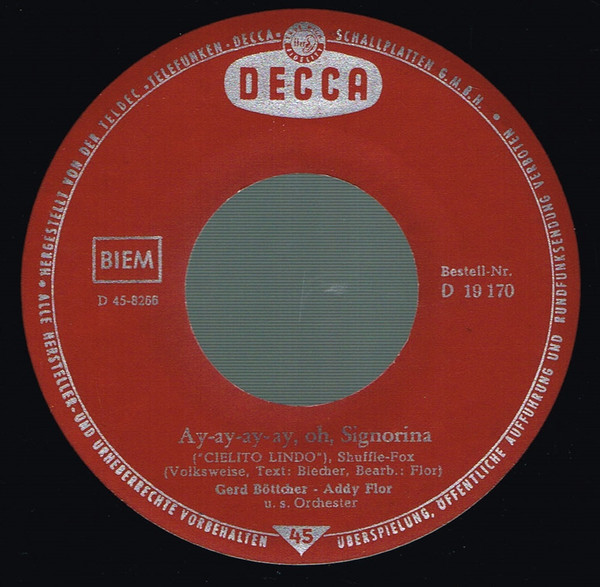 ALLE HERSTELLER-UND URHEBERRECHTE VORBEHALTEN • HERGESTELLT VON DER TELDEC •TELEFUNKEN-DECCA• SCHALLPLATTEN G.M.B.H. • ÜBERSPIELUNG, ÖFFENTLICHE AUFFÜHRUNG UND RUNDFUNKSENDUNG VERBOTEN
DECCA
BIEM
D 45-8266
Bestell-Nr.
D 19 170
Ay-ay-ay-ay, oh, Signorina
("CIELITO LINDO"), Shuffle-Fox
(Volksweise, Text: Blecher, Bearb.: Flor)
Gerd Böttcher - Addy Flor
u. s. Orchester
45